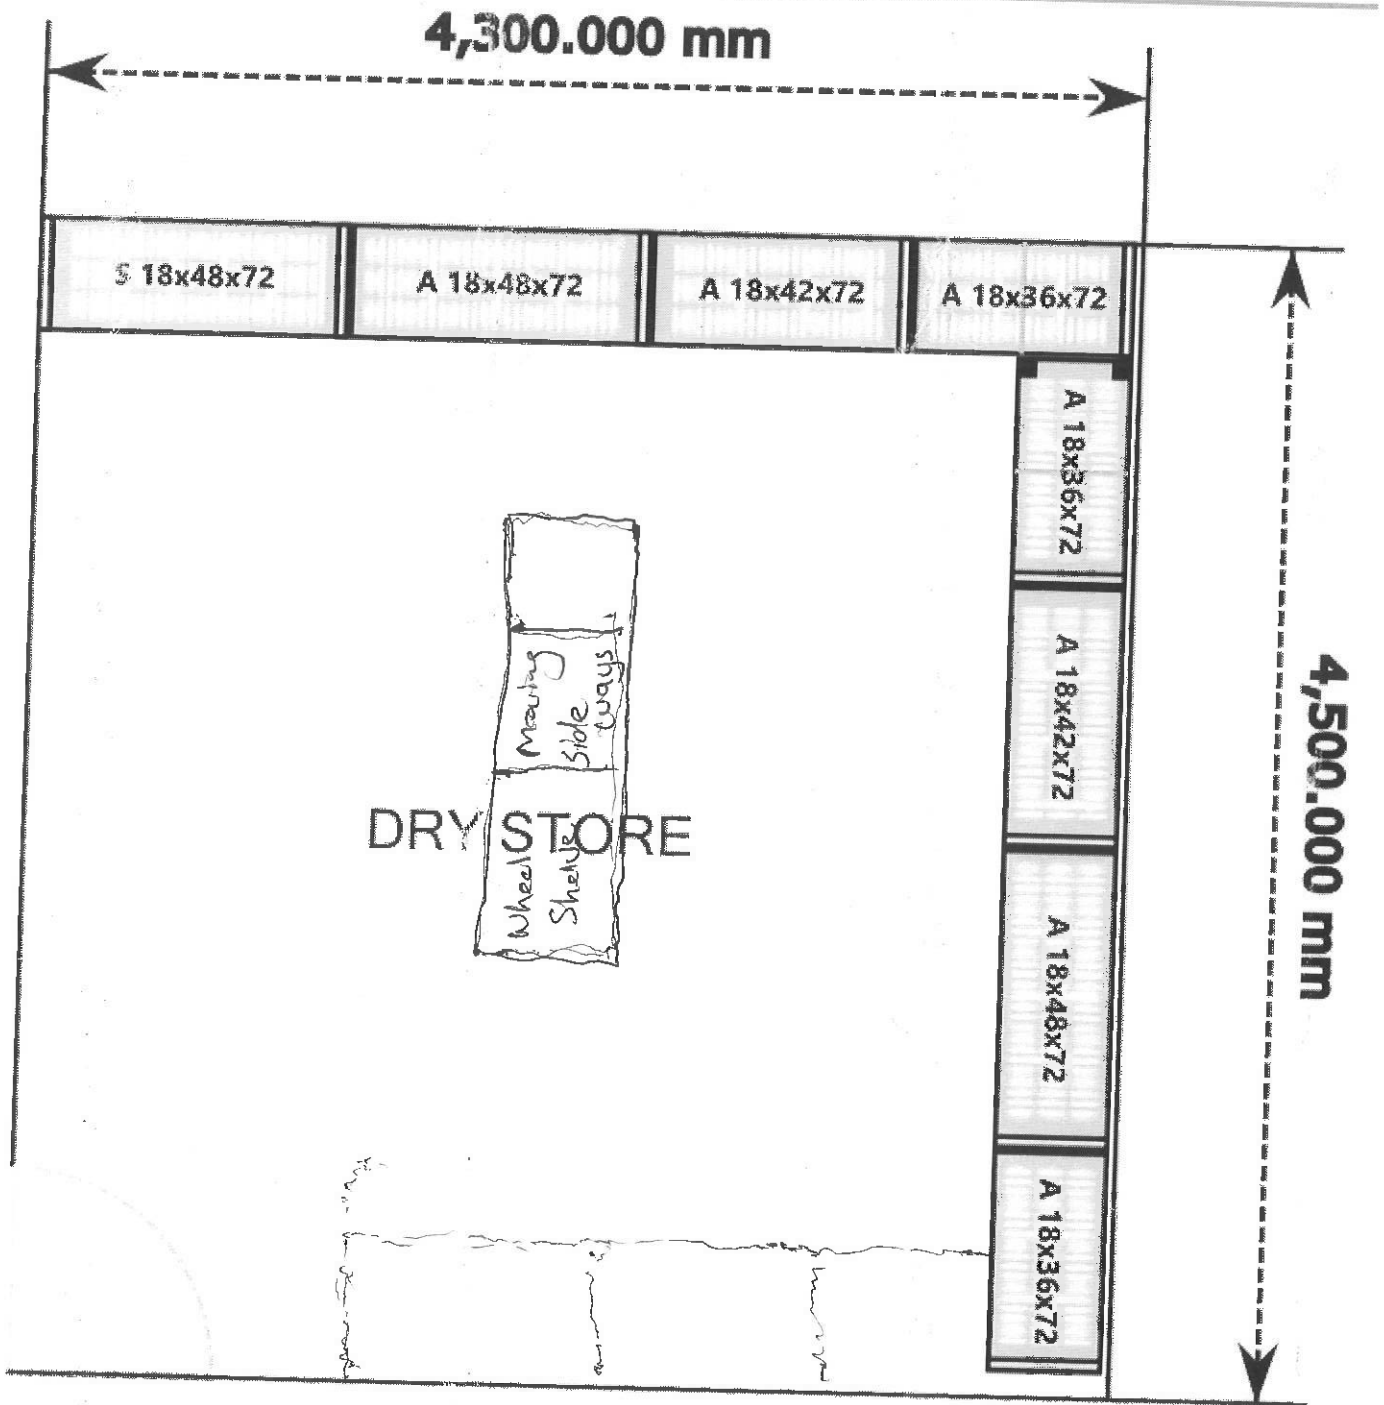 4,300.000 mm
S 18x48x72
A 18x48x72
A 18x42x72
A 18x36x72
A 18x36x72
A 18x42x72
A 18x48x72
A 18x36x72
4,500.000 mm
Moving
side
ways
DRY STORE
Wheel
Shelve